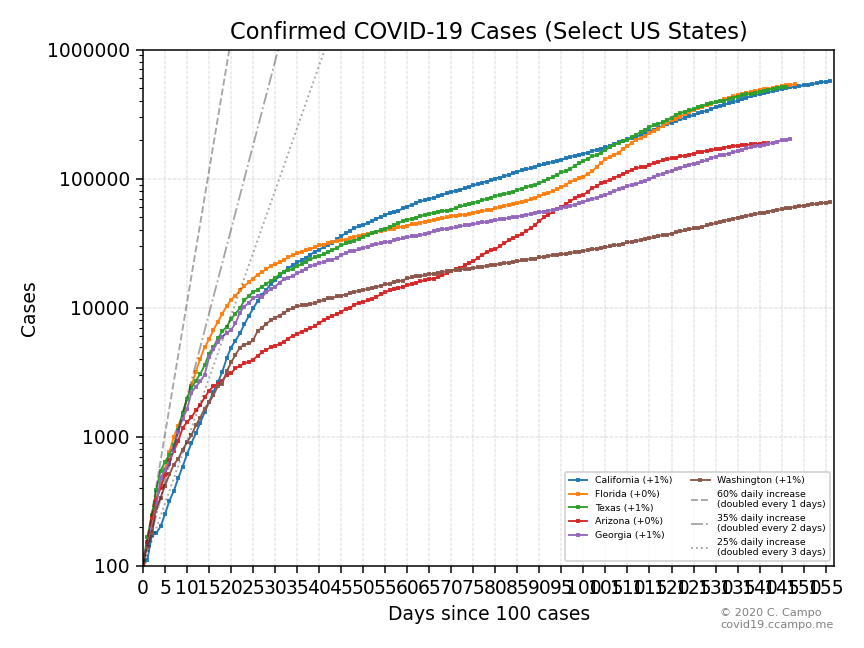 Confirmed COVID-19 Cases (Select US States)
1000000
100000
10000
1000
100
Cases
California (+1%)
Florida (+0%)
Texas (+1%)
Arizona (+0%)
Georgia (+1%)
Washington (+1%)
60% daily increase
(doubled every 1 days)
35% daily increase
(doubled every 2 days)
25% daily increase
(doubled every 3 days)
0 5 10 15 20 25 30 35 40 45 50 55 60 65 70 75 80 85 90 95 100 105 110 115 120 125 130 135 140 145 150 155
Days since 100 cases
© 2020 C. Campo
covid19.ccampo.me